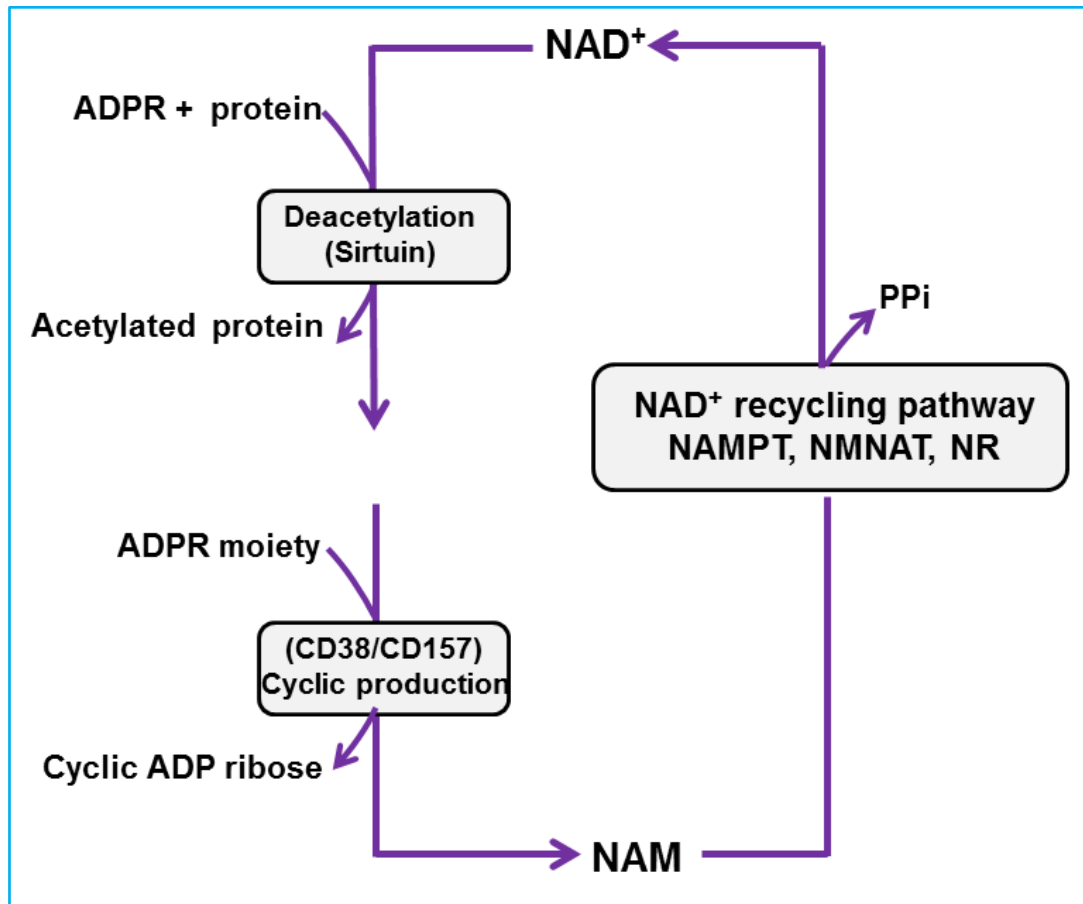 NAD⁺
ADPR + protein
Deacetylation
(Sirtuin)
Acetylated protein
PPi
NAD⁺ recycling pathway
NAMPT, NMNAT, NR
ADPR moiety
(CD38/CD157)
Cyclic production
Cyclic ADP ribose
NAM